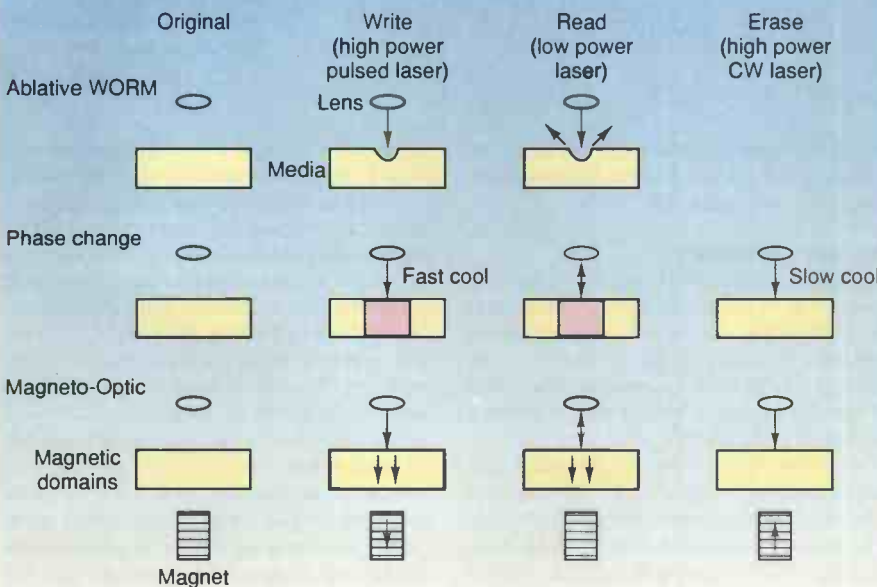 Original
Write
(high power
pulsed laser)
Read
(low power
laser)
Erase
(high power
CW laser)
Ablative WORM
Lens
Media
Phase change
Fast cool
Slow cool
Magneto-Optic
Magnetic
domains
Magnet